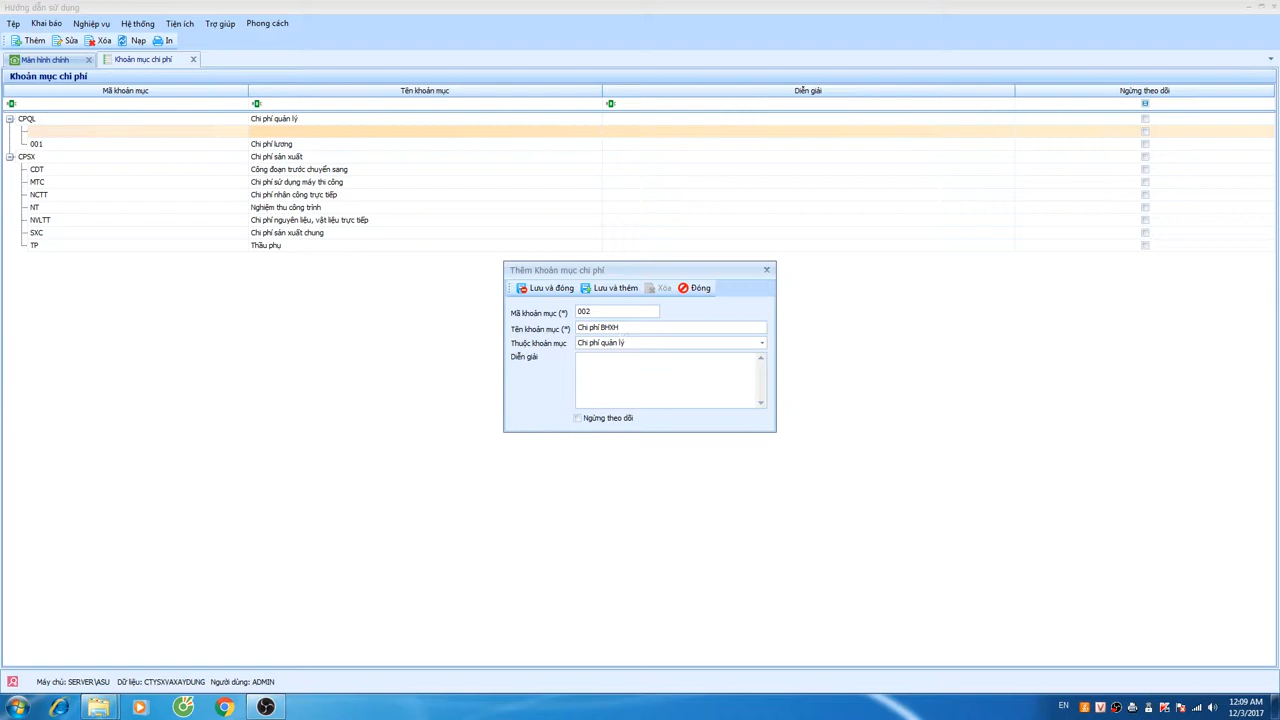 Hướng dẫn sử dụng
Tệp Khai báo Nghiệp vụ Hệ thống Tiện ích Trợ giúp Phong cách
Thêm Sửa Xóa Nạp In
Màn hình chính Khoản mục chi phí
Khoản mục chi phí
Mã khoản mục Tên khoản mục Diễn giải Ngừng theo dõi
CPQL Chi phí quản lý
001 Chi phí lương
CPSX Chi phí sản xuất
CDT Công đoạn trước chuyển sang
MTC Chi phí sử dụng máy thi công
NCTT Chi phí nhân công trực tiếp
NT Nghiệm thu công trình
NVLTT Chi phí nguyên liệu, vật liệu trực tiếp
SXC Chi phí sản xuất chung
TP Thầu phụ
Thêm Khoản mục chi phí
Lưu và đóng Lưu và thêm Xóa Đóng
Mã khoản mục (*) 002
Tên khoản mục (*) Chi phí BHXH
Thuộc khoản mục Chi phí quản lý
Diễn giải
Ngừng theo dõi
Máy chủ: SERVER\ASU Dữ liệu: CTYSXVAXAYDUNG Người dùng: ADMIN
EN 12:09 AM
12/3/2017